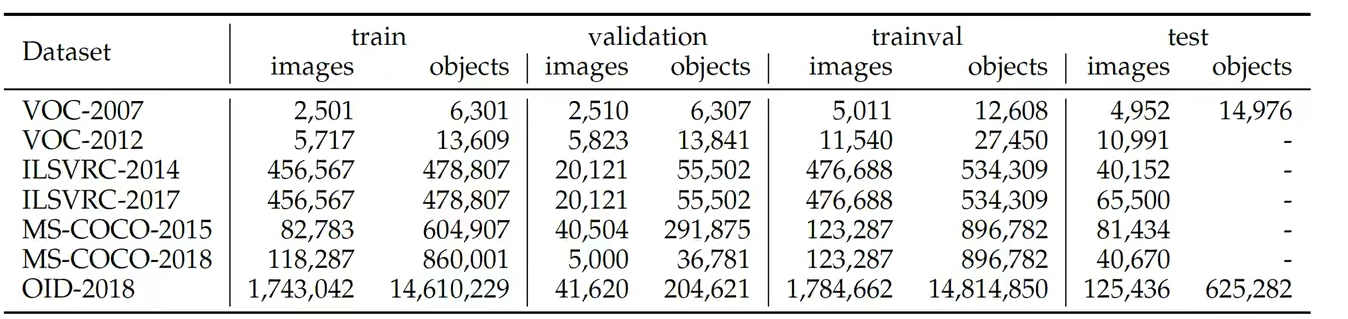 Dataset train validation trainval test
images objects images objects images objects images objects
VOC-2007 2,501 6,301 2,510 6,307 5,011 12,608 4,952 14,976
VOC-2012 5,717 13,609 5,823 13,841 11,540 27,450 10,991 -
ILSVRC-2014 456,567 478,807 20,121 55,502 476,688 534,309 40,152 -
ILSVRC-2017 456,567 478,807 20,121 55,502 476,688 534,309 65,500 -
MS-COCO-2015 82,783 604,907 40,504 291,875 123,287 896,782 81,434 -
MS-COCO-2018 118,287 860,001 5,000 36,781 123,287 896,782 40,670 -
OID-2018 1,743,042 14,610,229 41,620 204,621 1,784,662 14,814,850 125,436 625,282